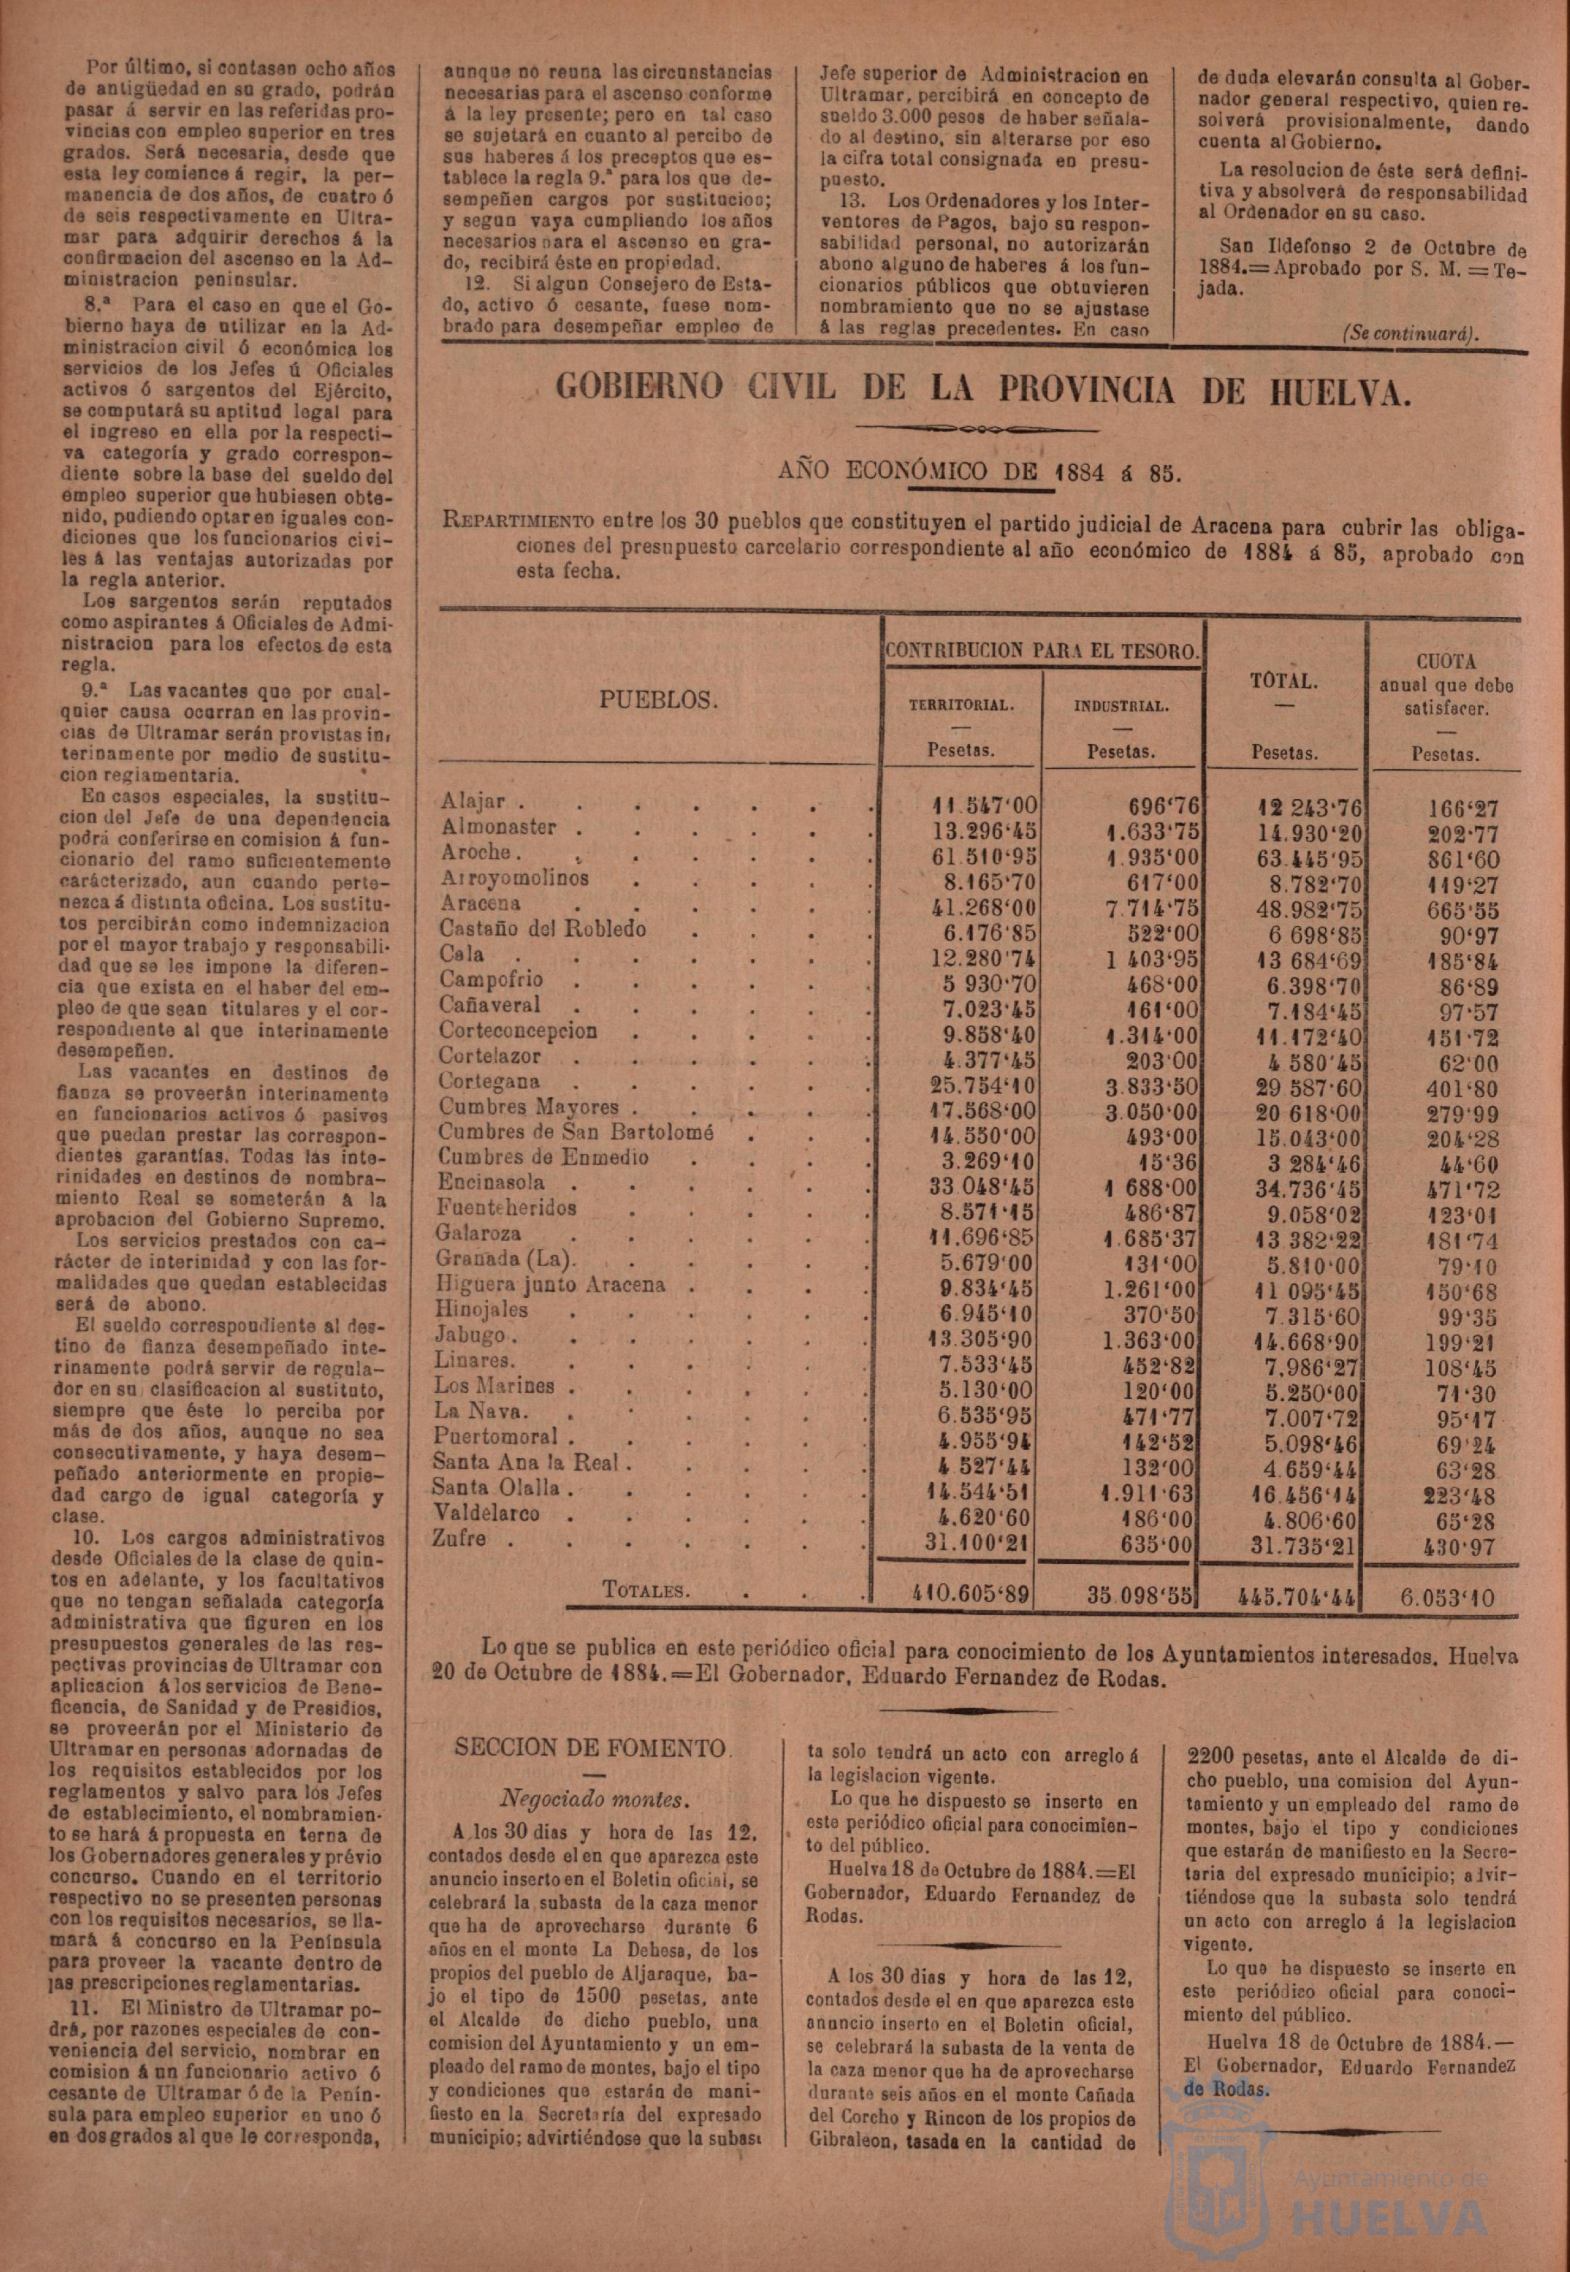 Por último, si contasen ocho años
de antigüedad en su grado, podrán
pasar á servir en las referidas pro-
vincias con empleo superior en tres
grados. Será necesaria, desde que
esta ley comience á regir, la per-
manencia de dos años, de cuatro ó
de seis respectivamente en Ultra-
mar para adquirir derechos á la
confirmacion del ascenso en la Ad-
ministracion peninsular.
8.ª Para el caso en que el Go-
bierno haya de utilizar en la Ad-
ministracion civil ó económica los
servicios de los Jefes ú Oficiales
activos ó sargentos del Ejército,
se computará su aptitud legal para
el ingreso en ella por la respecti-
va categoría y grado correspon-
diente sobre la base del sueldo del
empleo superior que hubiesen obte-
nido, pudiendo optar en iguales con-
diciones que los funcionarios civi-
les á las ventajas autorizadas por
la regla anterior.
Los sargentos serán reputados
como aspirantes á Oficiales de Admi-
nistracion para los efectos de esta
regla.
9.ª Las vacantes que por cual-
quier causa ocurran en las provin-
cias de Ultramar serán provistas in-
terinamente por medio de sustitu-
cion reglamentaria.
En casos especiales, la sustitu-
cion del Jefe de una dependencia
podrá conferirse en comision á fun-
cionario del ramo suficientemente
carácterizado, aun cuando perte-
nezca á distinta oficina. Los sustitu-
tos percibirán como indemnizacion
por el mayor trabajo y responsabili-
dad que se les impone la diferen-
cia que exista en el haber del em-
pleo de que sean titulares y el cor-
respondiente al que interinamente
desempeñen.
Las vacantes en destinos de
fianza se proveerán interinamente
en funcionarios activos ó pasivos
que puedan prestar las correspon-
dientes garantías. Todas las inte-
rinidades en destinos de nombra-
miento Real se someterán á la
aprobacion del Gobierno Supremo.
Los servicios prestados con ca-
rácter de interinidad y con las for-
malidades que quedan establecidas
será de abono.
El sueldo correspondiente al des-
tino de fianza desempeñado inte-
rinamente podrá servir de regula-
dor en su clasificacion al sustituto,
siempre que éste lo perciba por
más de dos años, aunque no sea
consecutivamente, y haya desem-
peñado anteriormente en propie-
dad cargo de igual categoría y
clase.
10. Los cargos administrativos
desde Oficiales de la clase de quin-
tos en adelante, y los facultativos
que no tengan señalada categoría
administrativa que figuren en los
presupuestos generales de las res-
pectivas provincias de Ultramar con
aplicacion á los servicios de Bene-
ficencia, de Sanidad y de Presidios,
se proveerán por el Ministerio de
Ultramar en personas adornadas de
los requisitos establecidos por los
reglamentos y salvo para los Jefes
de establecimiento, el nombramien-
to se hará á propuesta en terna de
los Gobernadores generales y prévio
concurso. Cuando en el territorio
respectivo no se presenten personas
con los requisitos necesarios, se lla-
mará á concurso en la Península
para proveer la vacante dentro de
las prescripciones reglamentarias.
11. El Ministro de Ultramar po-
drá, por razones especiales de con-
veniencia del servicio, nombrar en
comision á un funcionario activo ó
cesante de Ultramar ó de la Penín-
sula para empleo superior en uno ó
en dos grados al que le corresponda,
aunque no reuna las circunstancias
necesarias para el ascenso conforme
á la ley presente; pero en tal caso
se sujetará en cuanto al percibo de
sus haberes á los preceptos que es-
tablece la regla 9.ª para los que de-
sempeñen cargos por sustitucion;
y segun vaya cumpliendo los años
necesarios para el ascenso en gra-
do, recibirá éste en propiedad.
12. Si algun Consejero de Esta-
do, activo ó cesante, fuese nom-
brado para desempeñar empleo de
Jefe superior de Administracion en
Ultramar, percibirá en concepto de
sueldo 3.000 pesos de haber señala-
do al destino, sin alterarse por eso
la cifra total consignada en presu-
puesto.
13. Los Ordenadores y los Inter-
ventores de Pagos, bajo su respon-
sabilidad personal, no autorizarán
abono alguno de haberes á los fun-
cionarios públicos que obtuvieren
nombramiento que no se ajustase
á las reglas precedentes. En caso
de duda elevarán consulta al Gober-
nador general respectivo, quien re-
solverá provisionalmente, dando
cuenta al Gobierno.
La resolucion de éste será defini-
tiva y absolverá de responsabilidad
al Ordenador en su caso.
San Ildefonso 2 de Octubre de
1884.=Aprobado por S. M.=Te-
jada.
(Se continuará).
GOBIERNO CIVIL DE LA PROVINCIA DE HUELVA.
AÑO ECONÓMICO DE 1884 á 85.
REPARTIMIENTO entre los 30 pueblos que constituyen el partido judicial de Aracena para cubrir las obliga-
ciones del presupuesto carcelario correspondiente al año económico de 1884 á 85, aprobado con
esta fecha.
PUEBLOS. CONTRIBUCION PARA EL TESORO. TOTAL. CUOTA anual que debe satisfacer.
TERRITORIAL. INDUSTRIAL.
Pesetas. Pesetas. Pesetas. Pesetas.
Alajar . . . . . . . 11.547‘00 696‘76 12 243‘76 166‘27
Almonaster . . . . . . 13.296‘45 1.633‘75 14.930‘20 202‘77
Aroche . . . . . . . 61.510‘95 1.935‘00 63.445‘95 861‘60
Arroyomolinos . . . . . 8.165‘70 617‘00 8.782‘70 119‘27
Aracena . . . . . . 41.268‘00 7.714‘75 48.982‘75 665‘55
Castaño del Robledo . . . . 6.176‘85 522‘00 6 698‘85 90‘97
Cala . . . . . . . 12.280‘74 1 403‘95 13 684‘69 185‘84
Campofrio . . . . . . 5 930‘70 468‘00 6.398‘70 86‘89
Cañaveral . . . . . . 7.023‘45 161‘00 7.184‘45 97‘57
Corteconcepcion . . . . . 9.858‘40 1.314‘00 11.172‘40 151‘72
Cortelazor . . . . . . 4.377‘45 203‘00 4 580‘45 62‘00
Cortegana . . . . . . 25.754‘10 3.833‘50 29 587‘60 401‘80
Cumbres Mayores . . . . . 17.568‘00 3.050‘00 20 618‘00 279‘99
Cumbres de San Bartolomé . . . 14.550‘00 493‘00 15.043‘00 204‘28
Cumbres de Enmedio . . . . 3.269‘10 15‘36 3 284‘46 44‘60
Encinasola . . . . . . 33 048‘45 1 688‘00 34.736‘45 471‘72
Fuenteheridos . . . . . 8.571‘15 486‘87 9.058‘02 123‘01
Galaroza . . . . . . 11.696‘85 1.685‘37 13 382‘22 181‘74
Granada (La). . . . . . 5.679‘00 131‘00 5.810‘00 79‘10
Higuera junto Aracena . . . . 9.834‘45 1.261‘00 11 095‘45 150‘68
Hinojales . . . . . . 6.945‘10 370‘50 7.315‘60 99‘35
Jabugo. . . . . . . 13.305‘90 1.363‘00 14.668‘90 199‘21
Linares. . . . . . . 7.533‘45 452‘82 7.986‘27 108‘45
Los Marines . . . . . . 5.130‘00 120‘00 5.250‘00 71‘30
La Nava. . . . . . . 6.535‘95 471‘77 7.007‘72 95‘17
Puertomoral . . . . . . 4.955‘94 142‘52 5.098‘46 69‘24
Santa Ana la Real . . . . . 4.527‘44 132‘00 4.659‘44 63‘28
Santa Olalla . . . . . . 14.544‘51 1.911‘63 16.456‘14 223‘48
Valdelarco . . . . . . 4.620‘60 186‘00 4.806‘60 65‘28
Zufre . . . . . . . 31.100‘21 635‘00 31.735‘21 430‘97
TOTALES. . . . 410.605‘89 35.098‘55 445.704‘44 6.053‘10
Lo que se publica en este periódico oficial para conocimiento de los Ayuntamientos interesados. Huelva
20 de Octubre de 1884.=El Gobernador, Eduardo Fernandez de Rodas.
SECCION DE FOMENTO.
Negociado montes.
A los 30 dias y hora de las 12,
contados desde el en que aparezca este
anuncio inserto en el Boletin oficial, se
celebrará la subasta de la caza menor
que ha de aprovecharse durante 6
años en el monte La Dehesa, de los
propios del pueblo de Aljaraque, ba-
jo el tipo de 1500 pesetas, ante
el Alcalde de dicho pueblo, una
comision del Ayuntamiento y un em-
pleado del ramo de montes, bajo el tipo
y condiciones que estarán de mani-
fiesto en la Secretaría del expresado
municipio; advirtiéndose que la subas-
ta solo tendrá un acto con arreglo á
la legislacion vigente.
Lo que he dispuesto se inserte en
este periódico oficial para conocimien-
to del público.
Huelva 18 de Octubre de 1884.=El
Gobernador, Eduardo Fernandez de
Rodas.
A los 30 dias y hora de las 12,
contados desde el en que aparezca este
anuncio inserto en el Boletin oficial,
se celebrará la subasta de la venta de
la caza menor que ha de aprovecharse
durante seis años en el monte Cañada
del Corcho y Rincon de los propios de
Gibraleon, tasada en la cantidad de
2200 pesetas, ante el Alcalde de di-
cho pueblo, una comision del Ayun-
tamiento y un empleado del ramo de
montes, bajo el tipo y condiciones
que estarán de manifiesto en la Secre-
taria del expresado municipio; advir-
tiéndose que la subasta solo tendrá
un acto con arreglo á la legislacion
vigente.
Lo que he dispuesto se inserte en
este periódico oficial para conoci-
miento del público.
Huelva 18 de Octubre de 1884.—
El Gobernador, Eduardo Fernandez
de Rodas.
Ayuntamiento de
HUELVA